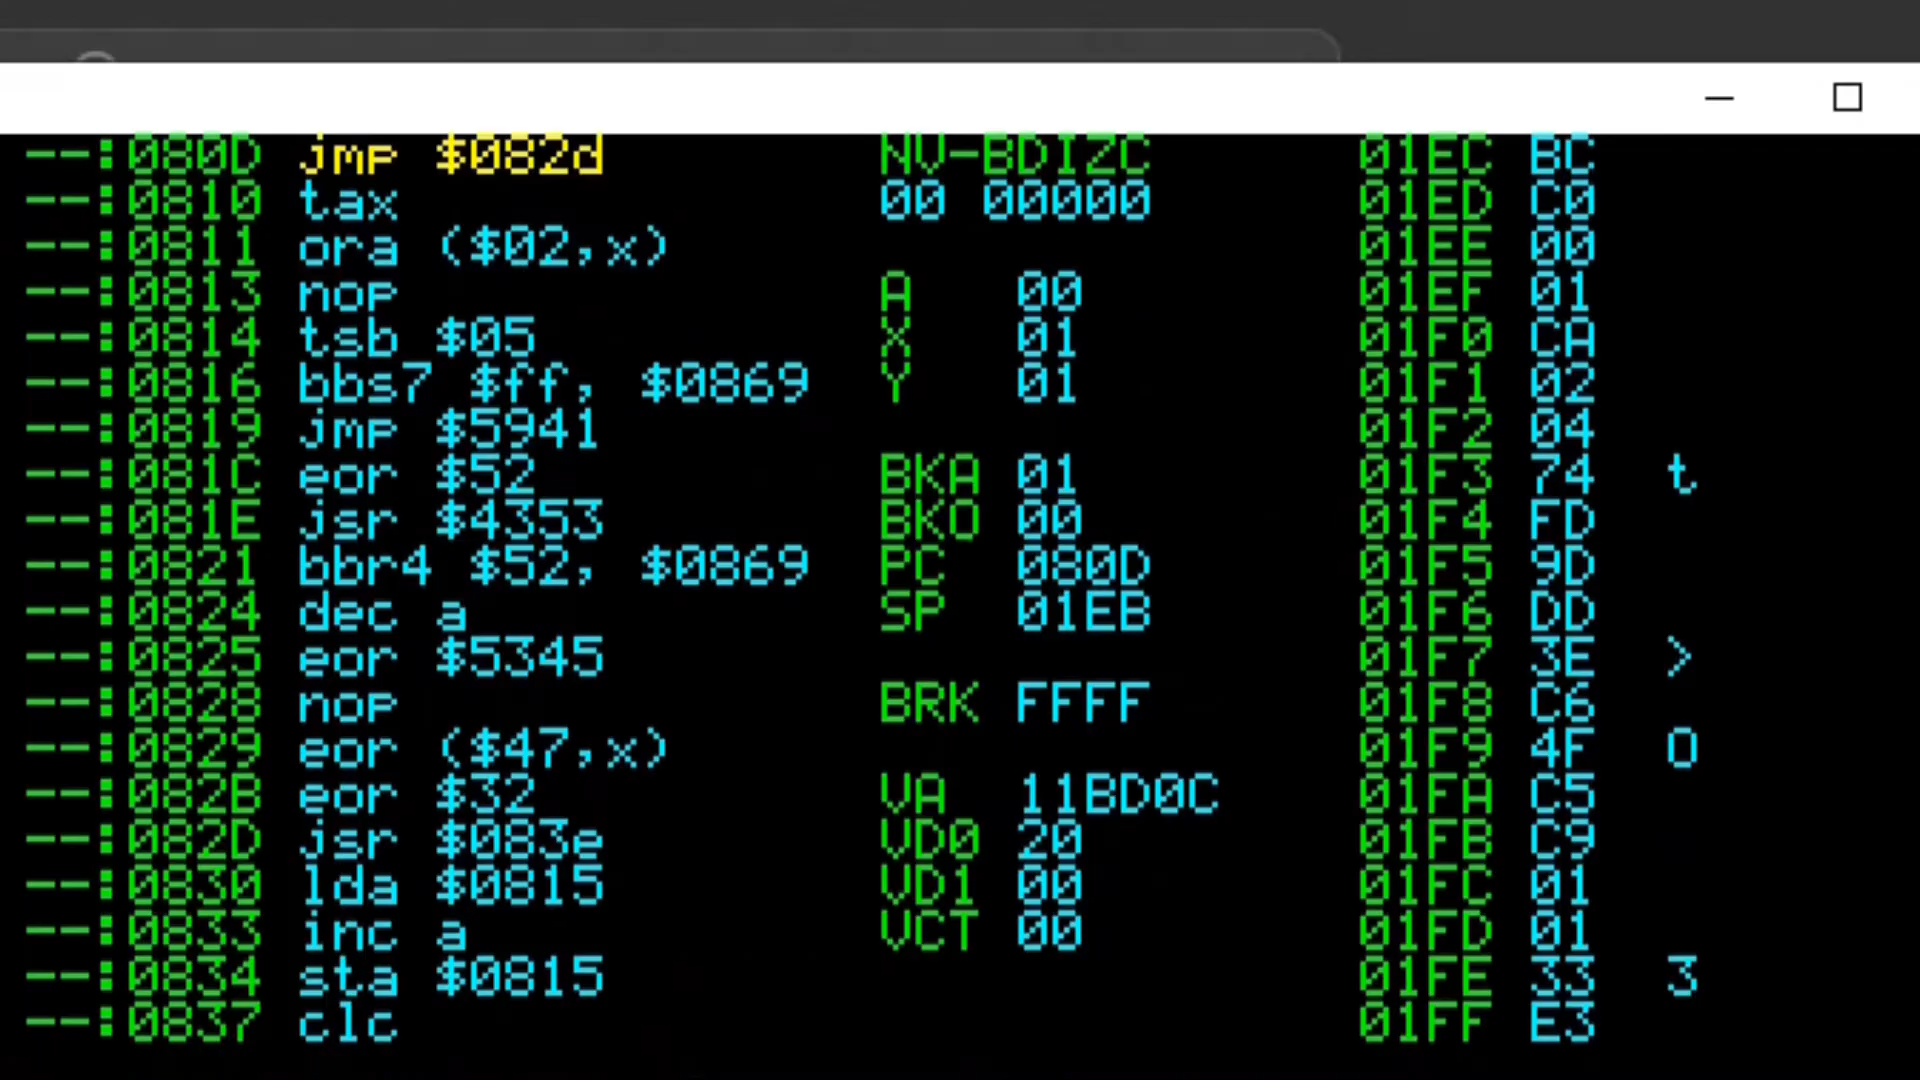 --:080D jmp $082d NV-BDIZC 01EC BC
--:0810 tax 00 00000 01ED C0
--:0811 ora ($02,x) 01EE 00
--:0813 nop A 00 01EF 01
--:0814 tsb $05 X 01 01F0 CA
--:0816 bbs7 $ff, $0869 Y 01 01F1 02
--:0819 jmp $5941 01F2 04
--:081C eor $52 BKA 01 01F3 74 t
--:081E jsr $4353 BKO 00 01F4 FD
--:0821 bbr4 $52, $0869 PC 080D 01F5 9D
--:0824 dec a SP 01EB 01F6 DD
--:0825 eor $5345 01F7 3E >
--:0828 nop BRK FFFF 01F8 C6
--:0829 eor ($47,x) 01F9 4F O
--:082B eor $32 VA 11BD0C 01FA C5
--:082D jsr $083e VD0 20 01FB C9
--:0830 lda $0815 VD1 00 01FC 01
--:0833 inc a VCT 00 01FD 01
--:0834 sta $0815 01FE 33 3
--:0837 clc 01FF E3